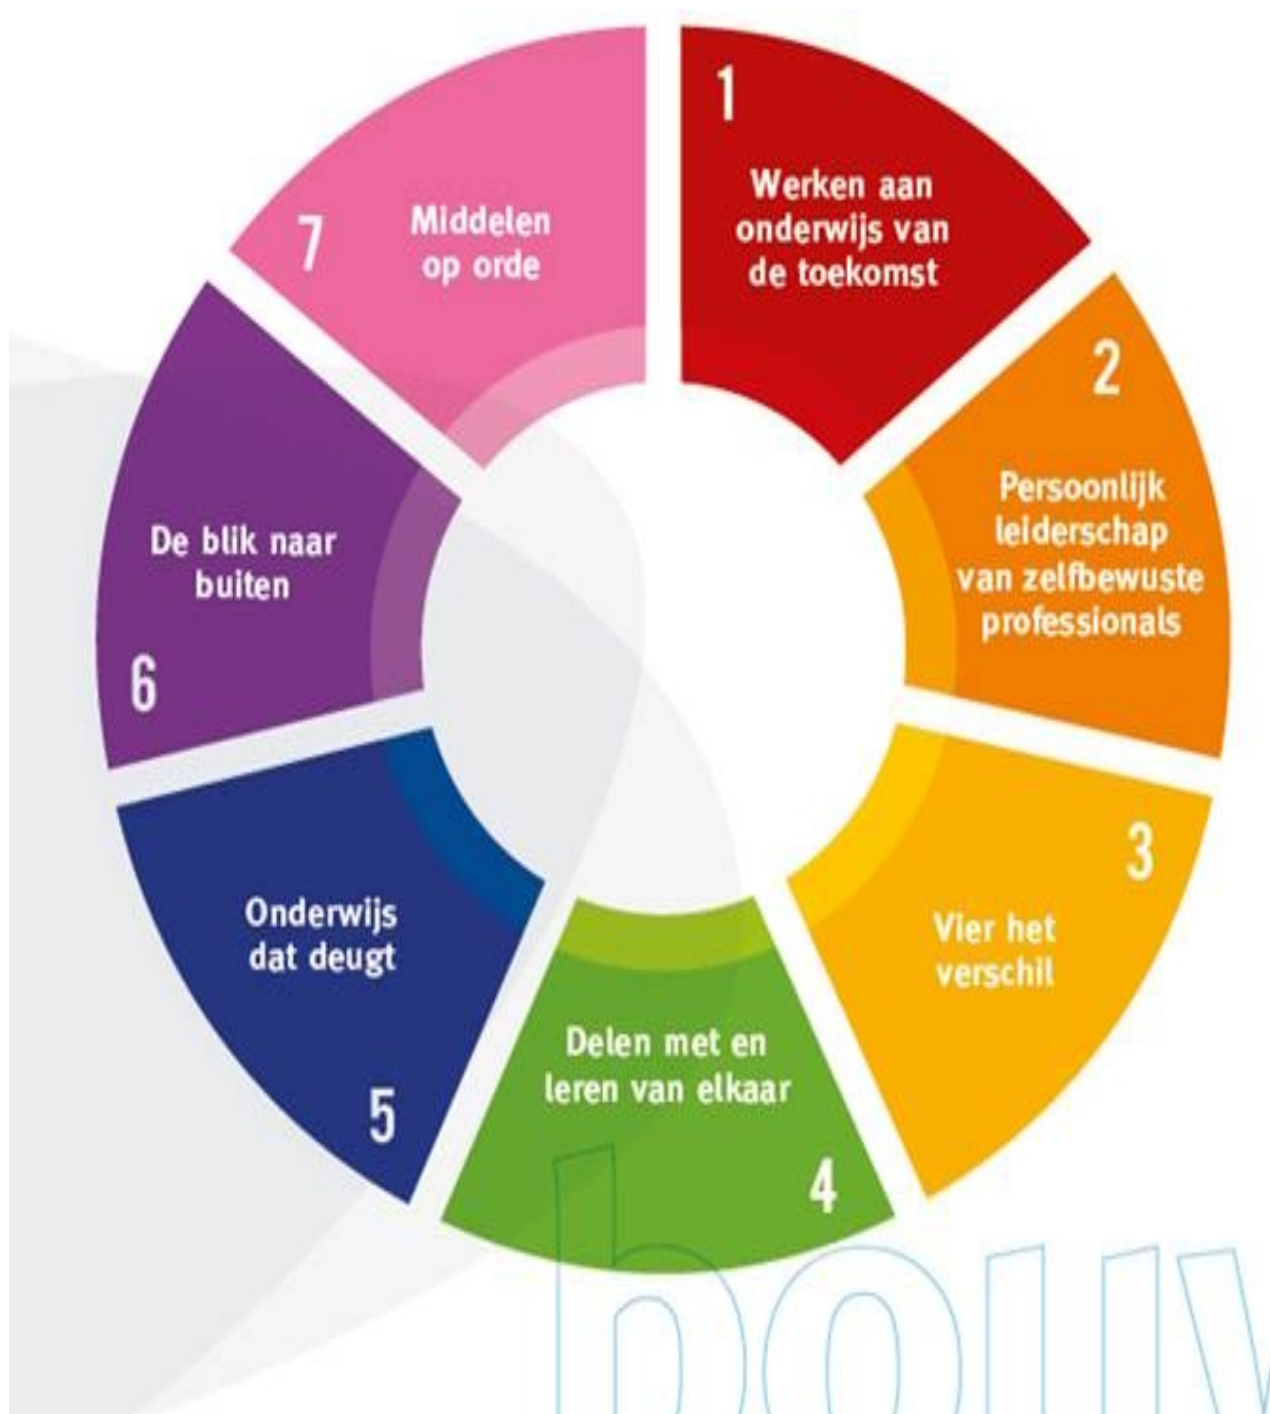 1
Werken aan
onderwijs van
de toekomst
2
Persoonlijk
leiderschap
van zelfbewuste
professionals
3
Vier het
verschil
4
Delen met en
leren van elkaar
5
Onderwijs
dat deugt
6
De blik naar
buiten
7
Middelen
op orde